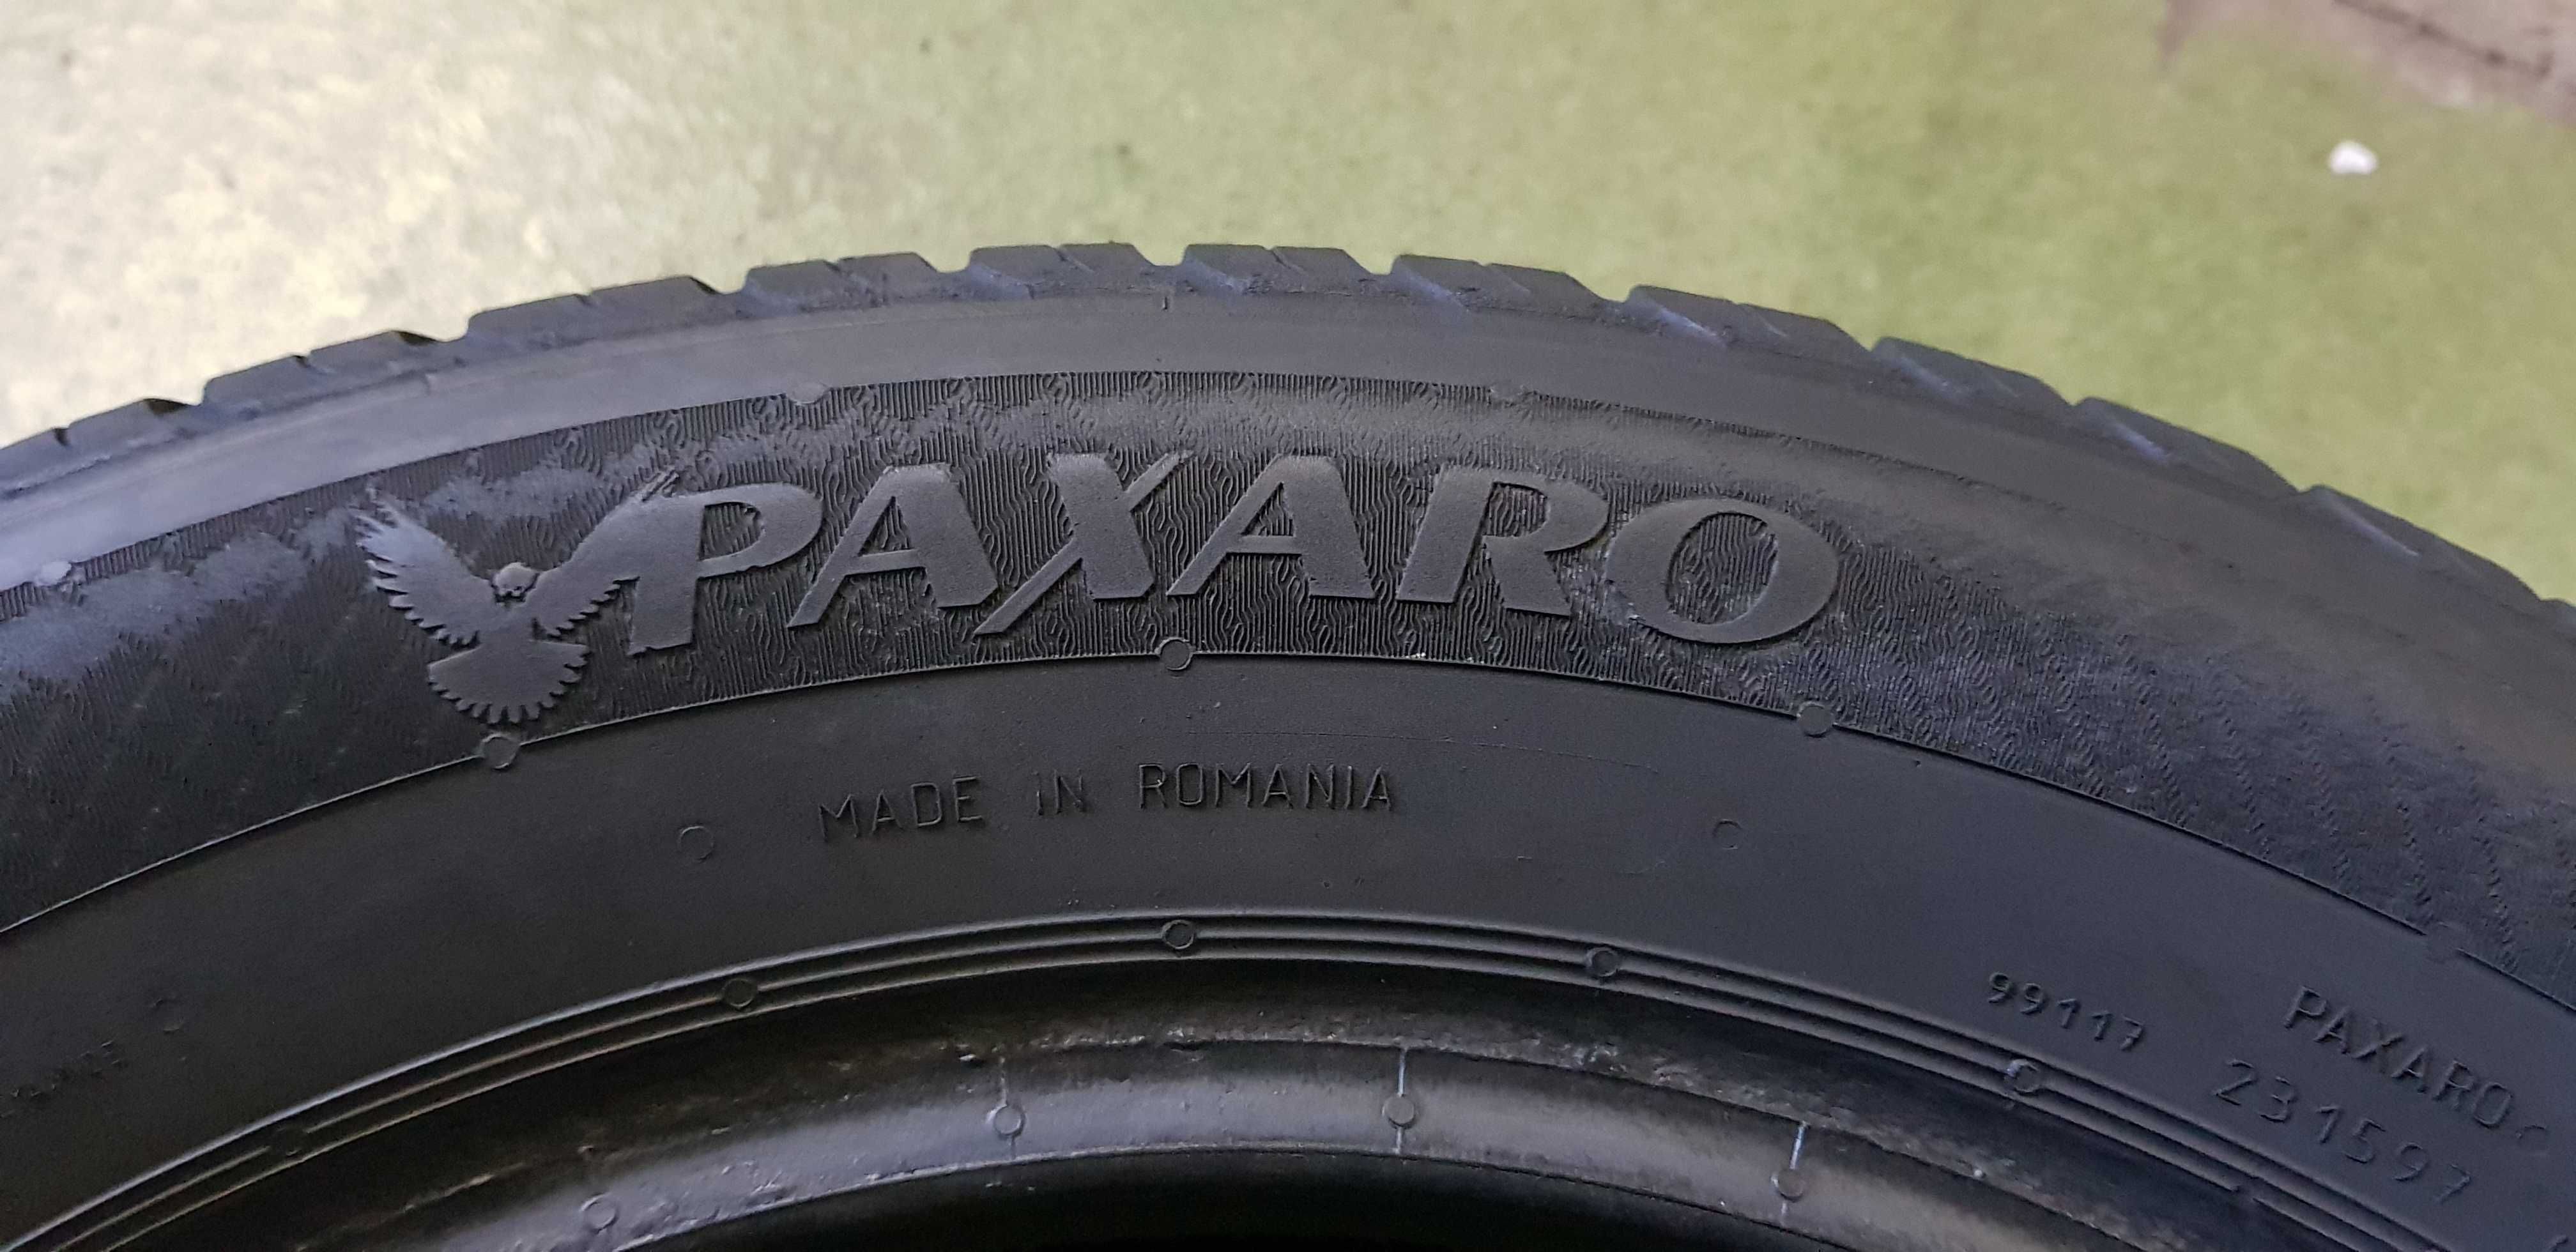 PAXARO
MADE IN ROMANIA
99117
PAXARO
231597